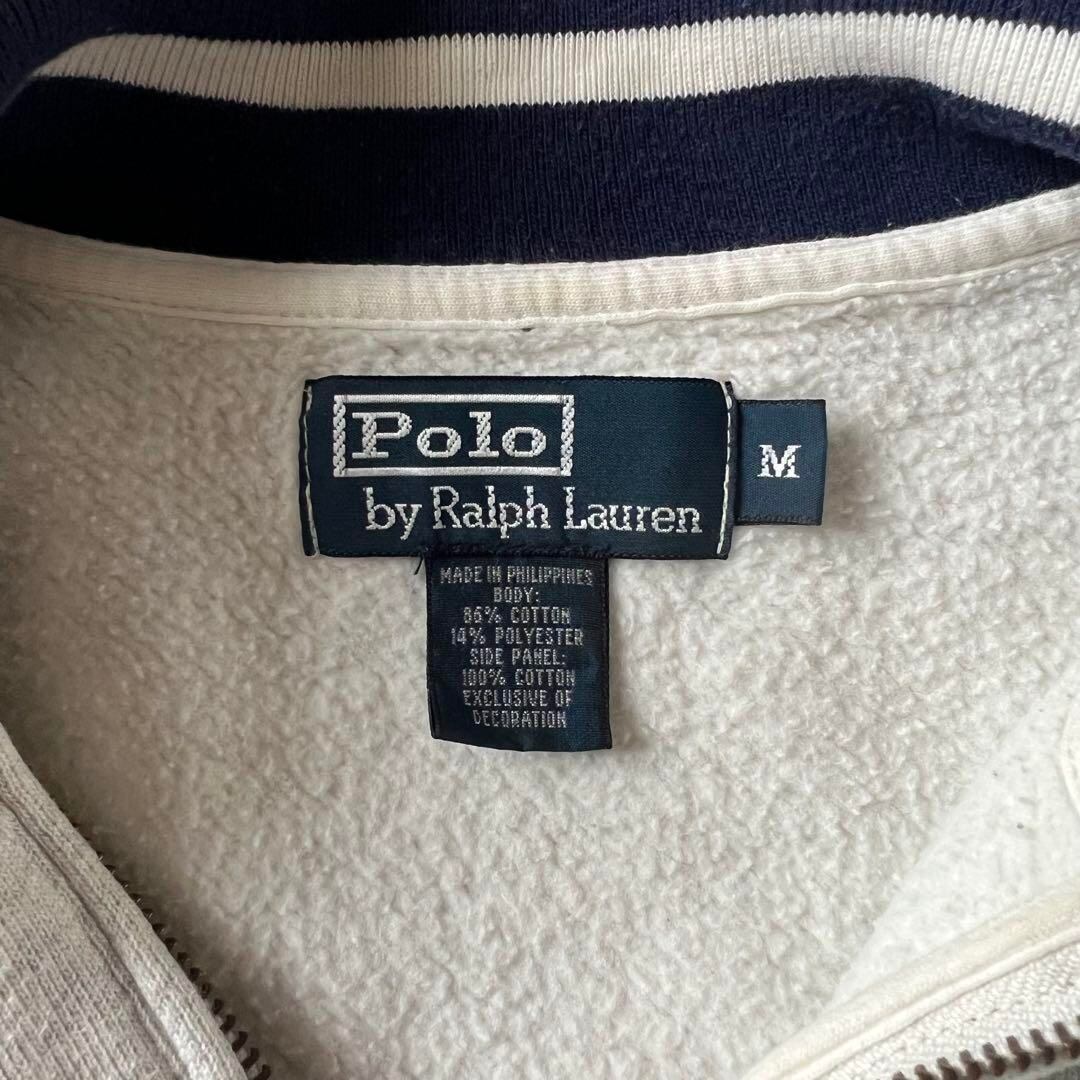 Polo
by Ralph Lauren
M
MADE IN PHILIPPINES
BODY:
86% COTTON
14% POLYESTER
SIDE PANEL:
100% COTTON
EXCLUSIVE OF
DECORATION